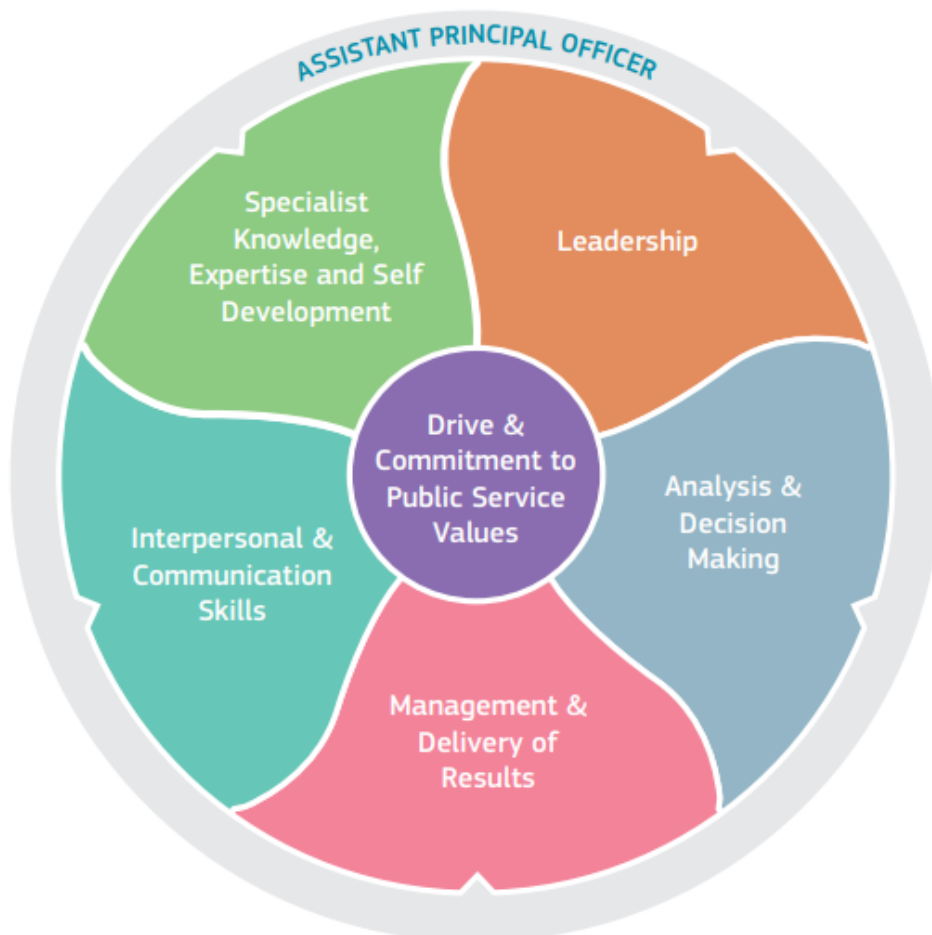 ASSISTANT PRINCIPAL OFFICER
Specialist
Knowledge,
Expertise and Self
Development
Leadership
Drive &
Commitment to
Public Service
Values
Analysis &
Decision
Making
Interpersonal &
Communication
Skills
Management &
Delivery of
Results